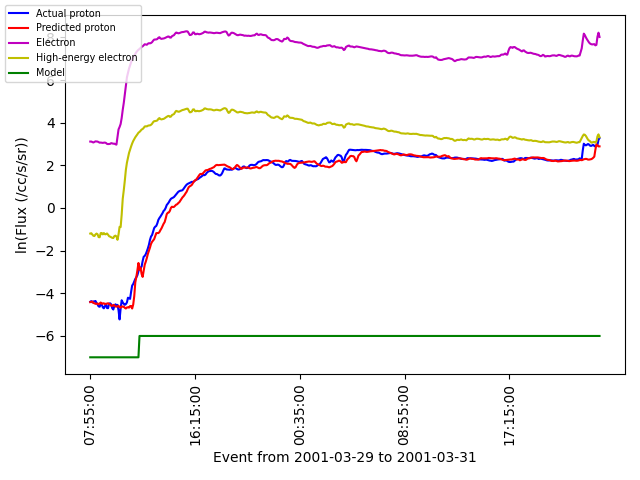 Actual proton
Predicted proton
Electron
High-energy electron
Model
8
6
4
2
0
−2
−4
−6
ln(Flux (/cc/s/sr))
07:55:00
16:15:00
00:35:00
08:55:00
17:15:00
Event from 2001-03-29 to 2001-03-31